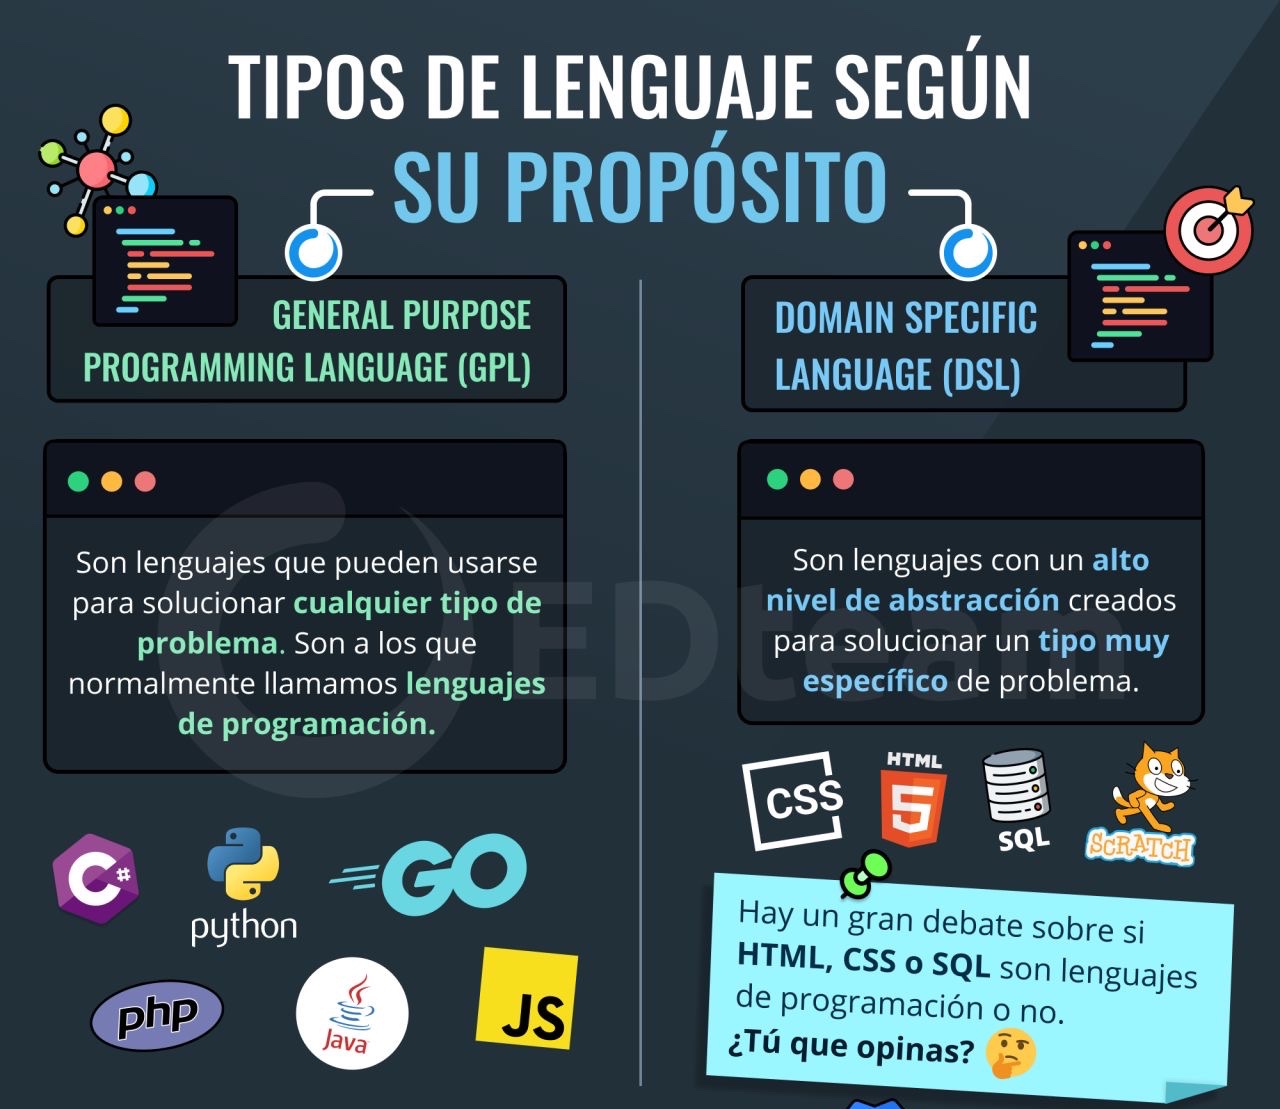 TIPOS DE LENGUAJE SEGÚN
SU PROPÓSITO
GENERAL PURPOSE
PROGRAMMING LANGUAGE (GPL)
Son lenguajes que pueden usarse
para solucionar cualquier tipo de
problema. Son a los que
normalmente llamamos lenguajes
de programación.
C#
python
GO
php
Java
JS
DOMAIN SPECIFIC
LANGUAGE (DSL)
Son lenguajes con un alto
nivel de abstracción creados
para solucionar un tipo muy
específico de problema.
CSS
HTML
5
SQL
SCRATCH
Hay un gran debate sobre si
HTML, CSS o SQL son lenguajes
de programación o no.
¿Tú que opinas?
EDteam